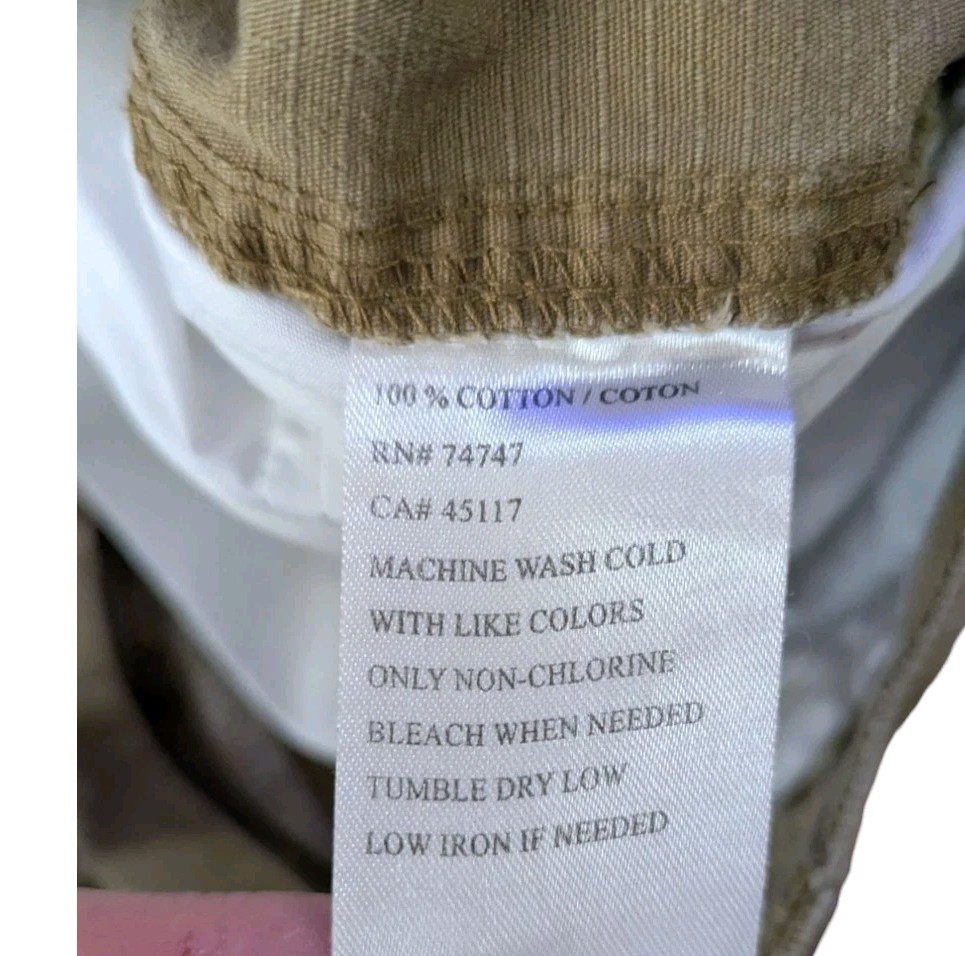 100 % COTTON / COTON
RN# 74747
CA# 45117
MACHINE WASH COLD
WITH LIKE COLORS
ONLY NON-CHLORINE
BLEACH WHEN NEEDED
TUMBLE DRY LOW
LOW IRON IF NEEDED